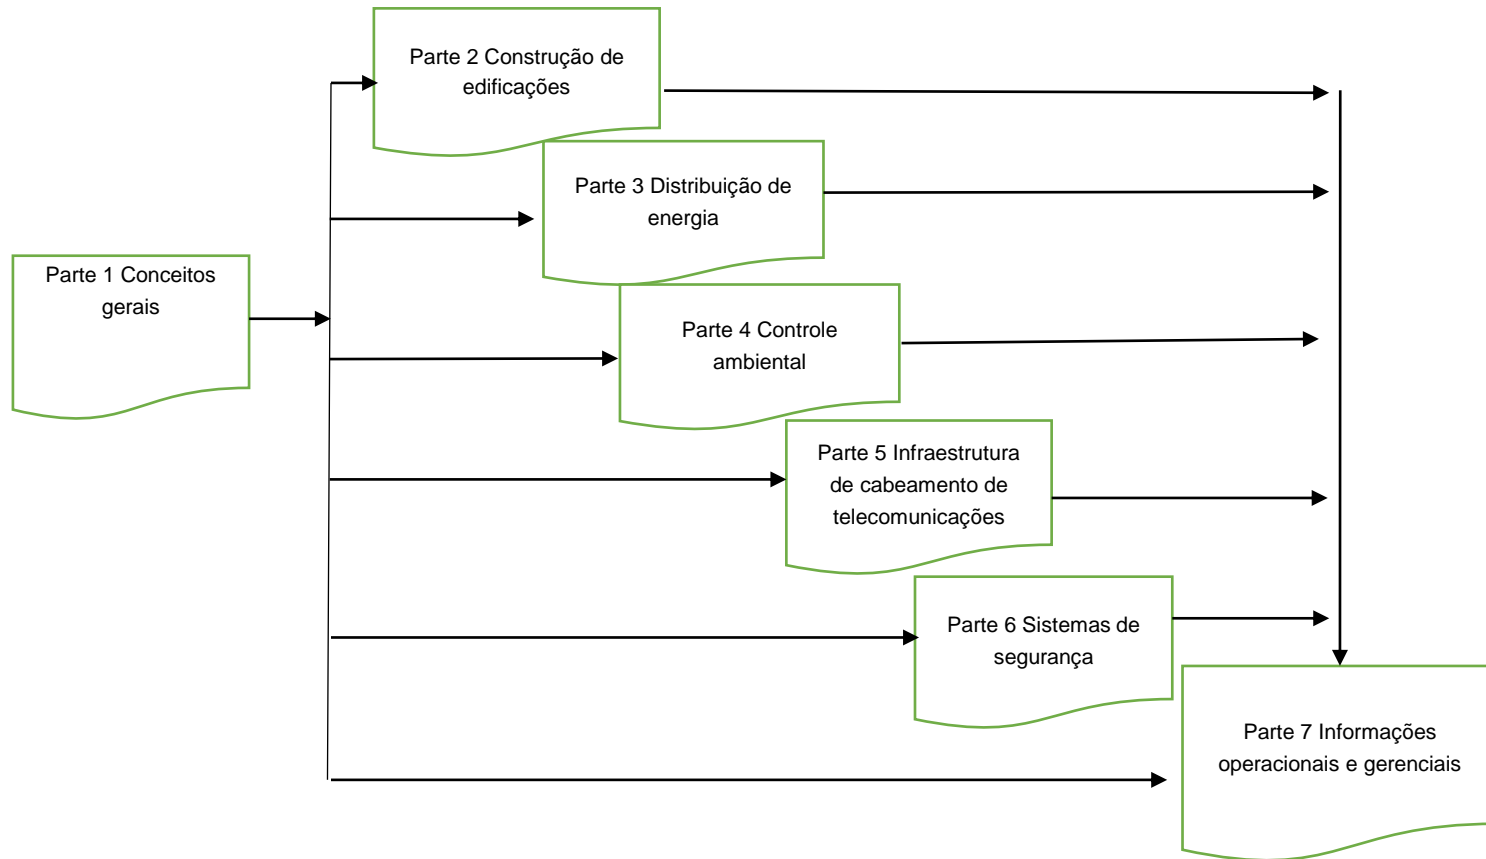 Parte 2 Construção de
edificações
Parte 3 Distribuição de
energia
Parte 1 Conceitos
gerais
Parte 4 Controle
ambiental
Parte 5 Infraestrutura
de cabeamento de
telecomunicações
Parte 6 Sistemas de
segurança
Parte 7 Informações
operacionais e gerenciais